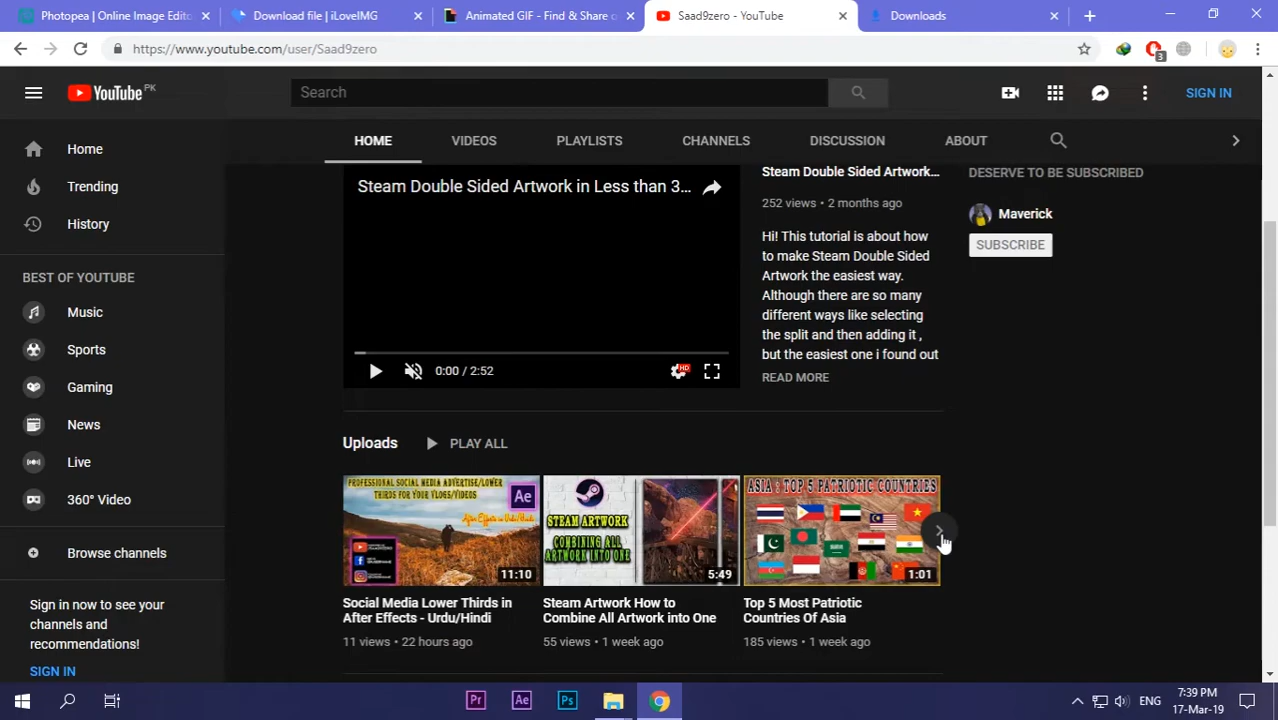 Photopea | Online Image Edito
Download file | iLoveIMG
Animated GIF - Find & Share o
Saad9zero - YouTube
Downloads
https://www.youtube.com/user/Saad9zero
3
YouTube PK
Search
SIGN IN
HOME
VIDEOS
PLAYLISTS
CHANNELS
DISCUSSION
ABOUT
Home
Trending
History
BEST OF YOUTUBE
Music
Sports
Gaming
News
Live
360° Video
Browse channels
Sign in now to see your
channels and
recommendations!
SIGN IN
Steam Double Sided Artwork in Less than 3...
0:00 / 2:52
HD
Steam Double Sided Artwork...
252 views • 2 months ago
Hi! This tutorial is about how
to make Steam Double Sided
Artwork the easiest way.
Although there are so many
different ways like selecting
the split and then adding it ,
but the easiest one i found out
READ MORE
DESERVE TO BE SUBSCRIBED
Maverick
SUBSCRIBE
Uploads
PLAY ALL
PROFESSIONAL SOCIAL MEDIA ADVERTISE/LOWER
THIRDS FOR YOUR VLOGS/VIDEOS
Ae
After Effects in Urdu/Hindi
11:10
Social Media Lower Thirds in
After Effects - Urdu/Hindi
11 views • 22 hours ago
STEAM ARTWORK
COMBINING ALL
ARTWORK INTO ONE
5:49
Steam Artwork How to
Combine All Artwork into One
55 views • 1 week ago
ASIA : TOP 5 PATRIOTIC COUNTRIES
1:01
Top 5 Most Patriotic
Countries Of Asia
185 views • 1 week ago
Pr
Ae
Ps
ENG
7:39 PM
17-Mar-19